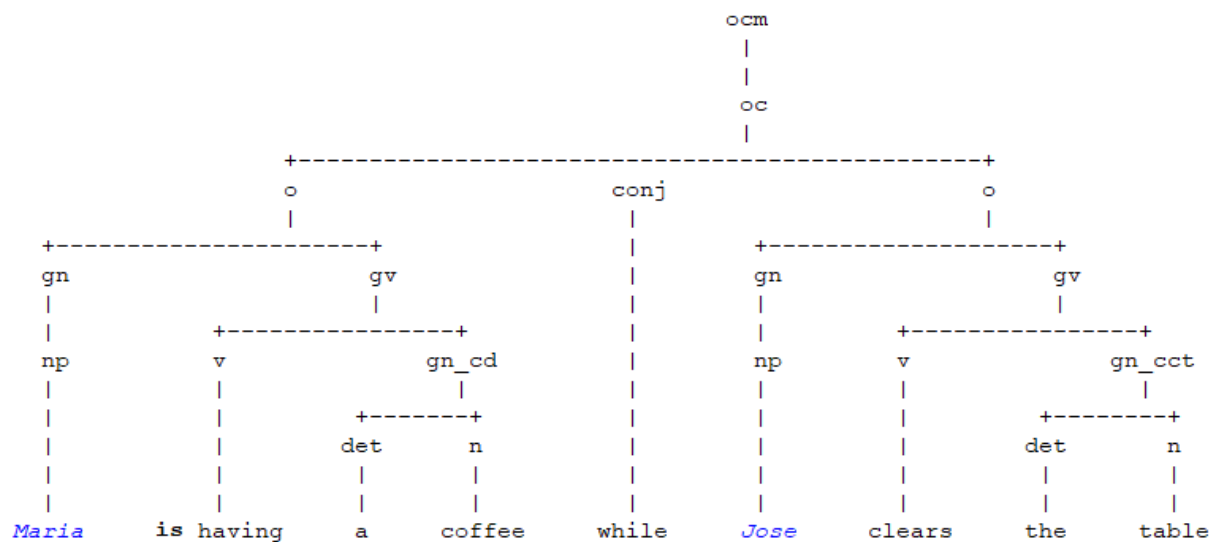 ocm
oc
o conj o
gn gv gn gv
np v gn_cd np v gn_cct
det n det n
Maria is having a coffee while Jose clears the table